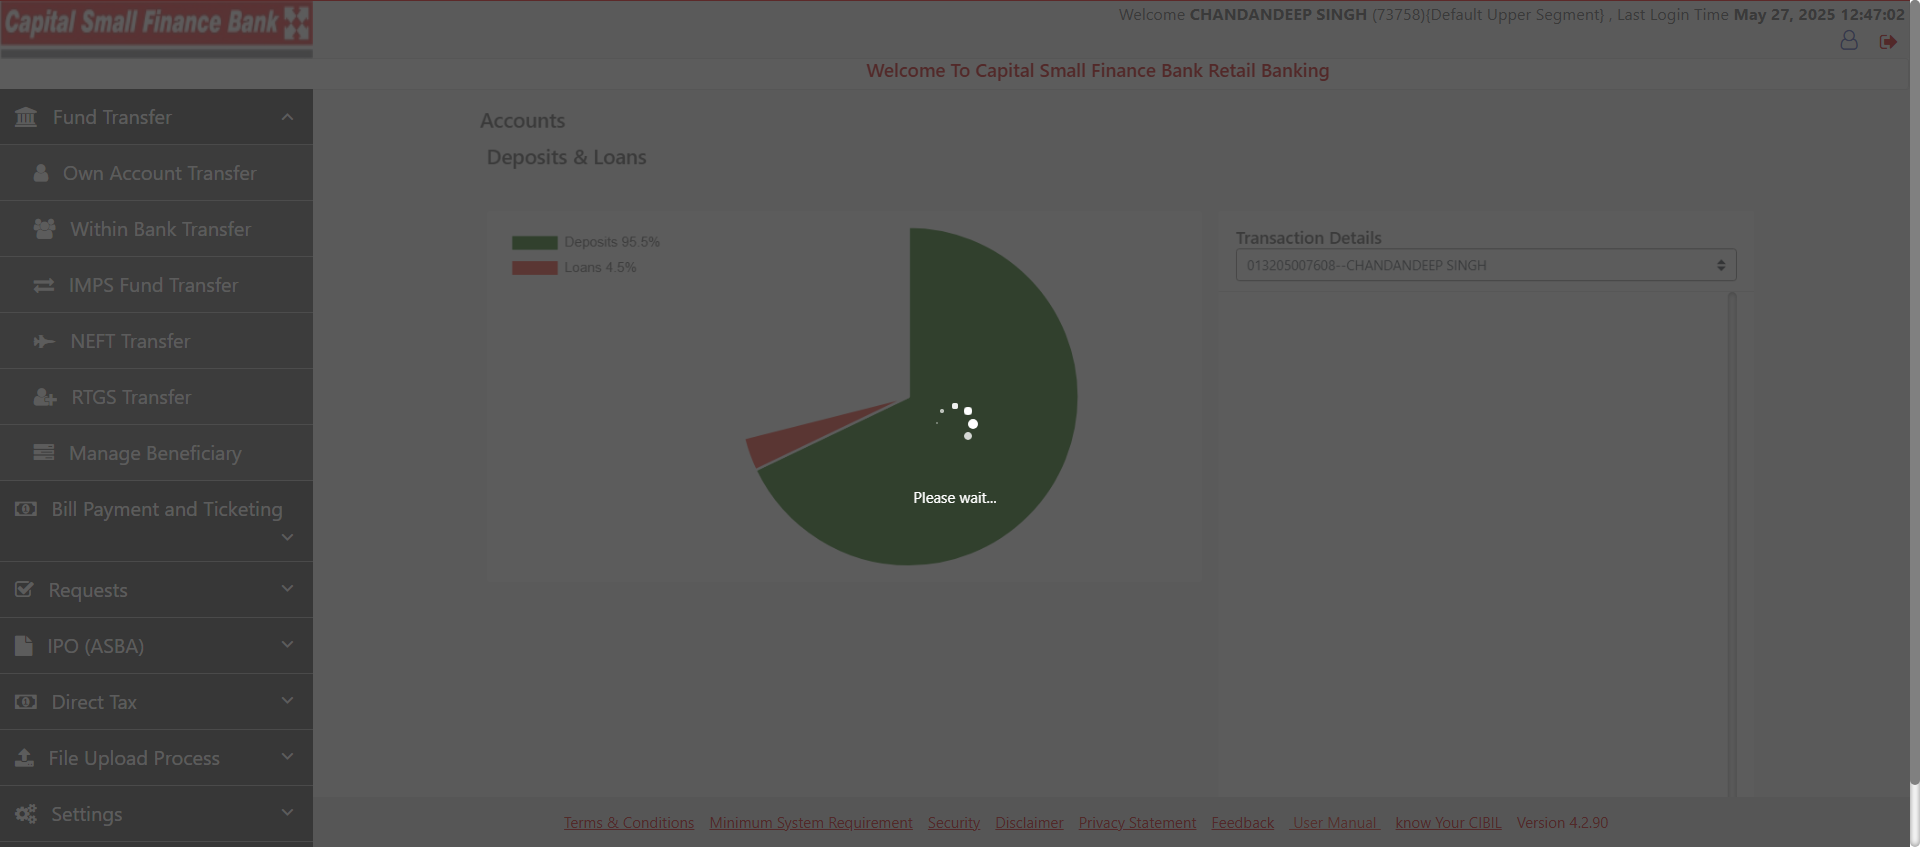 Capital Small Finance Bank
Welcome CHANDANDEEP SINGH (73758){Default Upper Segment} , Last Login Time May 27, 2025 12:47:02
Welcome To Capital Small Finance Bank Retail Banking
Fund Transfer
Own Account Transfer
Within Bank Transfer
IMPS Fund Transfer
NEFT Transfer
RTGS Transfer
Manage Beneficiary
Bill Payment and Ticketing
Requests
IPO (ASBA)
Direct Tax
File Upload Process
Settings
Accounts
Deposits & Loans
Deposits 95.5%
Loans 4.5%
Please wait...
Transaction Details
013205007608--CHANDANDEEP SINGH
Terms & Conditions Minimum System Requirement Security Disclaimer Privacy Statement Feedback User Manual know Your CIBIL Version 4.2.90